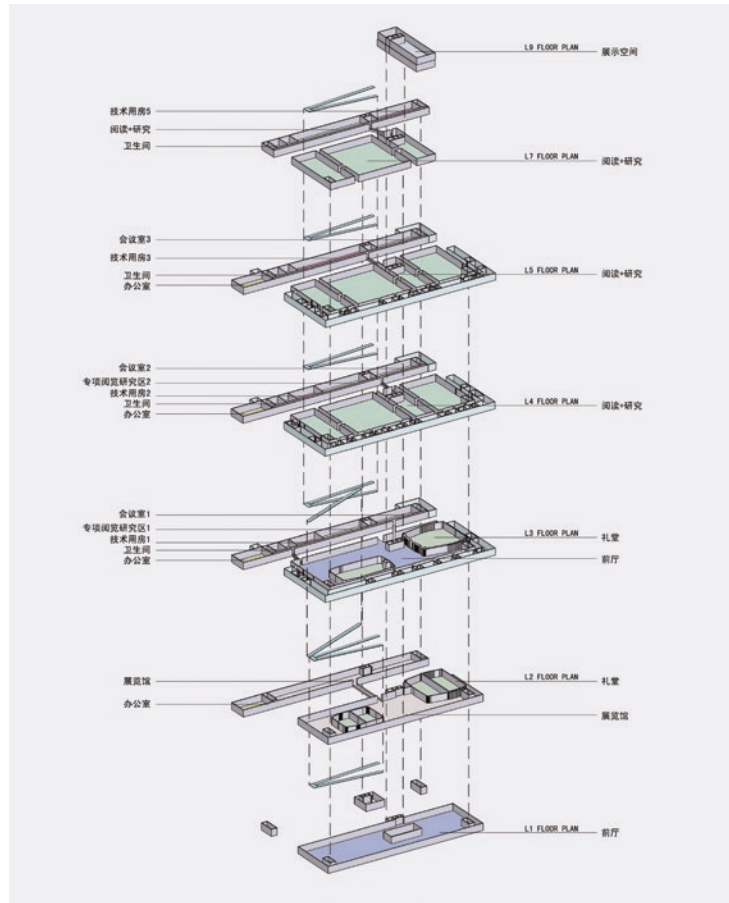 L9 FLOOR PLAN 展示空间
技术用房5
阅读+研究
卫生间
L7 FLOOR PLAN 阅读+研究
会议室3
技术用房3
卫生间
L5 FLOOR PLAN 阅读+研究
办公室
会议室2
专项阅览研究区2
技术用房2
卫生间
L4 FLOOR PLAN 阅读+研究
办公室
会议室1
专项阅览研究区1
L3 FLOOR PLAN 礼堂
技术用房1
卫生间
办公室
前厅
展览馆
L2 FLOOR PLAN 礼堂
办公室
展览馆
L1 FLOOR PLAN 前厅